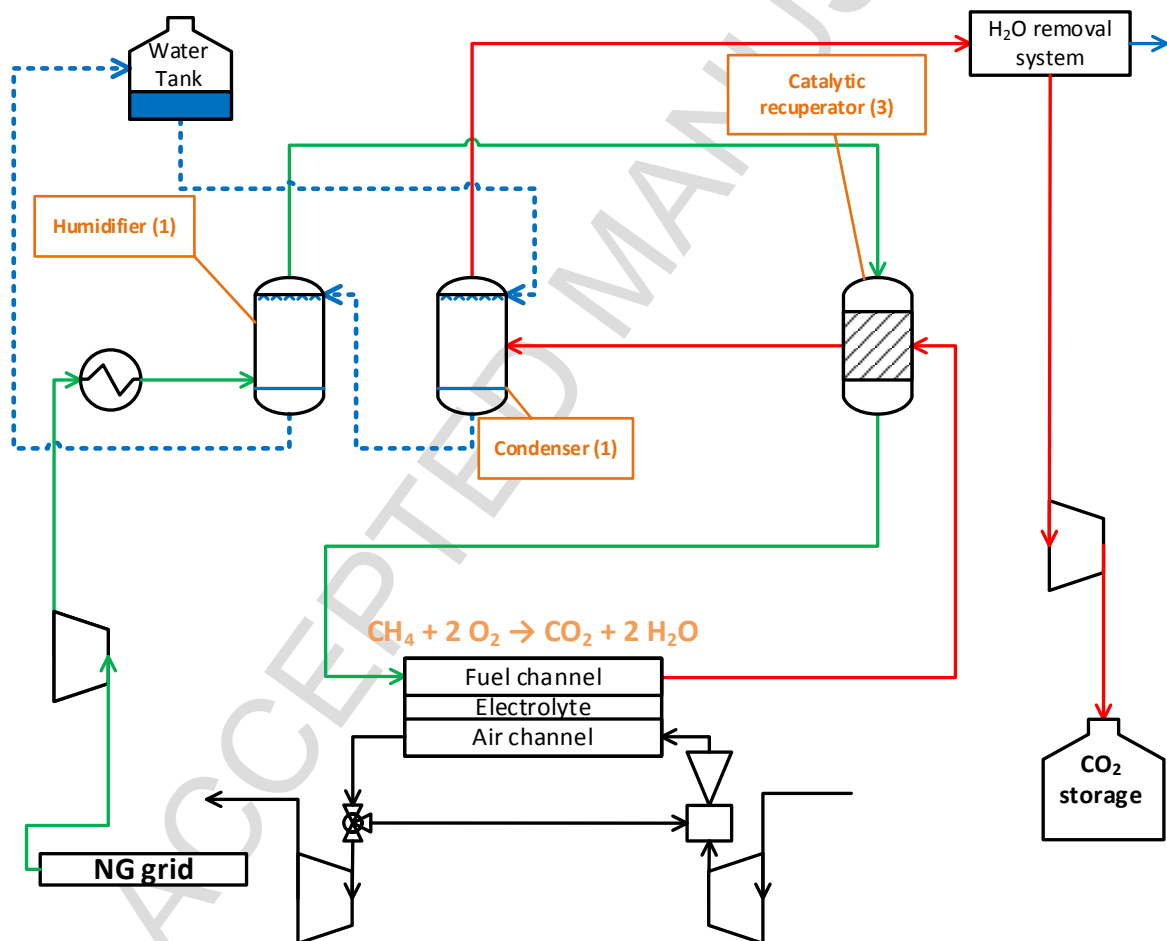 Water
Tank
H₂O removal
system
Catalytic
recuperator (3)
Humidifier (1)
Condenser (1)
CH₄ + 2 O₂ → CO₂ + 2 H₂O
Fuel channel
Electrolyte
Air channel
CO₂
storage
NG grid
ACCEPTED MANUS